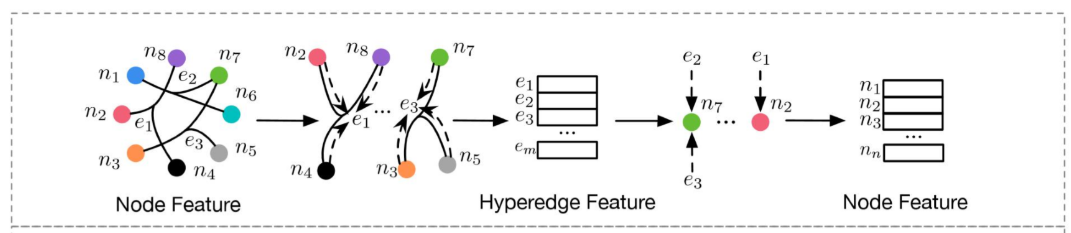 n8 n7
n1 e2
n6
n2 e1
e3 n5
n3 n4
Node Feature
n2 n8 n7
e1 ... e3
n4 n3 n5
e1
e2
e3
...
em
Hyperedge Feature
e2 e1
n7 ... n2
e3
n1
n2
n3
...
nn
Node Feature